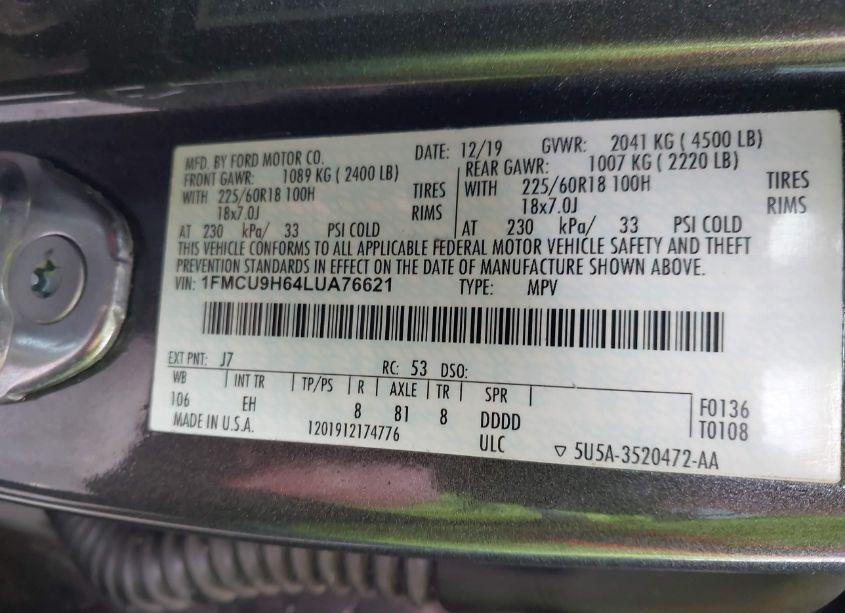 MFD. BY FORD MOTOR CO. DATE: 12/19 GVWR: 2041 KG ( 4500 LB)
FRONT GAWR: 1089 KG ( 2400 LB) REAR GAWR: 1007 KG ( 2220 LB)
WITH 225/60R18 100H TIRES WITH 225/60R18 100H TIRES
18x7.0J RIMS 18x7.0J RIMS
AT 230 kPa/ 33 PSI COLD AT 230 kPa/ 33 PSI COLD
THIS VEHICLE CONFORMS TO ALL APPLICABLE FEDERAL MOTOR VEHICLE SAFETY AND THEFT
PREVENTION STANDARDS IN EFFECT ON THE DATE OF MANUFACTURE SHOWN ABOVE.
VIN: 1FMCU9H64LUA76621 TYPE: MPV
EXT PNT: J7 RC: 53 DSO:
WB INT TR TP/PS R AXLE TR SPR
106 EH 8 81 8 DDDD F0136
MADE IN U.S.A. 1201912174776 ULC T0108
▽ 5U5A-3520472-AA